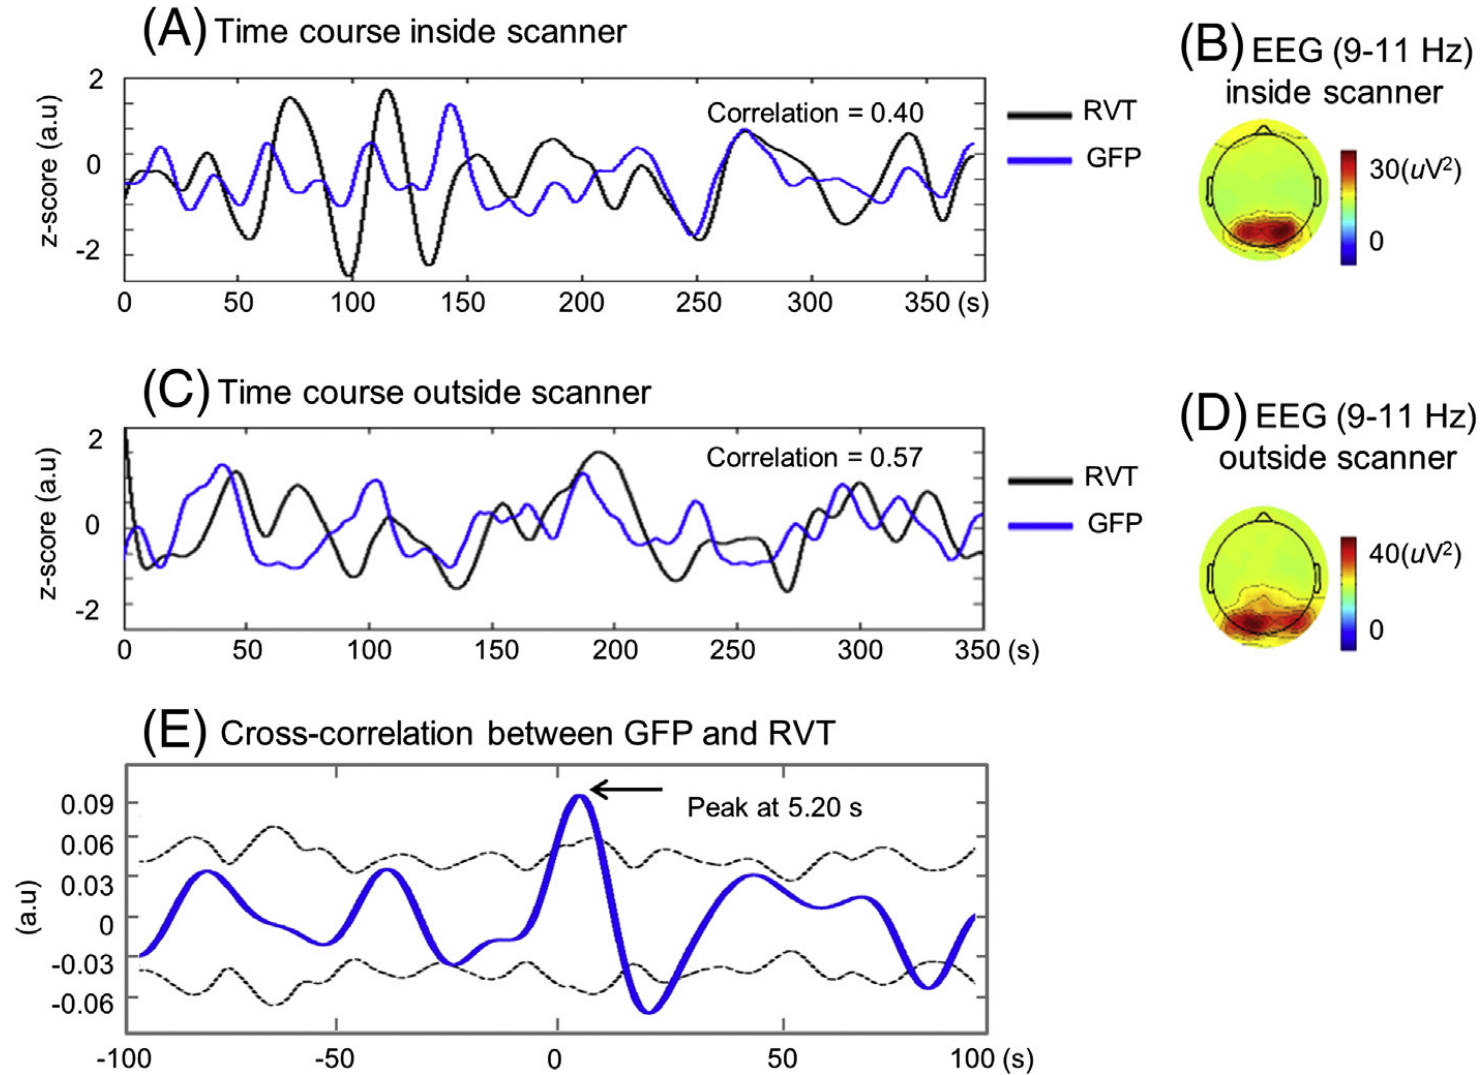 (A) Time course inside scanner
z-score (a.u)
2
0
-2
Correlation = 0.40
RVT
GFP
0 50 100 150 200 250 300 350 (s)
(B) EEG (9-11 Hz)
inside scanner
30(uV²)
0
(C) Time course outside scanner
z-score (a.u)
2
0
-2
Correlation = 0.57
RVT
GFP
0 50 100 150 200 250 300 350 (s)
(D) EEG (9-11 Hz)
outside scanner
40(uV²)
0
(E) Cross-correlation between GFP and RVT
(a.u)
0.09
0.06
0.03
0
-0.03
-0.06
Peak at 5.20 s
-100 -50 0 50 100 (s)